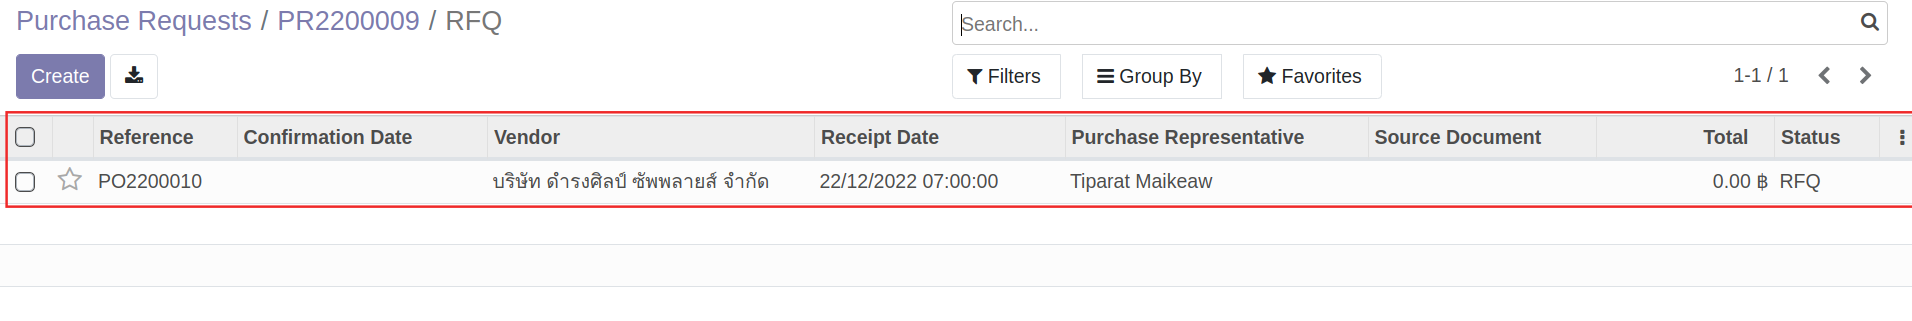 Purchase Requests / PR2200009 / RFQ
Search...
Create
Filters
Group By
Favorites
1-1 / 1
Reference Confirmation Date Vendor Receipt Date Purchase Representative Source Document Total Status
PO2200010 บริษัท ดำรงศิลป์ ซัพพลายส์ จำกัด 22/12/2022 07:00:00 Tiparat Maikeaw 0.00 ฿ RFQ